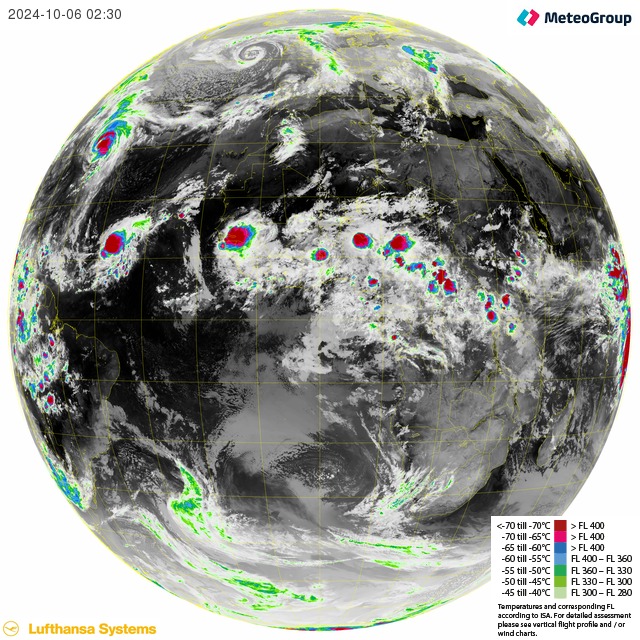 2024-10-06 02:30
MeteoGroup
<-70 till -70°C > FL 400
-70 till -65°C > FL 400
-65 till -60°C > FL 400
-60 till -55°C FL 400 – FL 360
-55 till -50°C FL 360 – FL 330
-50 till -45°C FL 330 – FL 300
-45 till -40°C FL 300 – FL 280
Temperatures and corresponding FL
according to ISA. For detailed assessment
please see vertical flight profile and / or
wind charts.
Lufthansa Systems